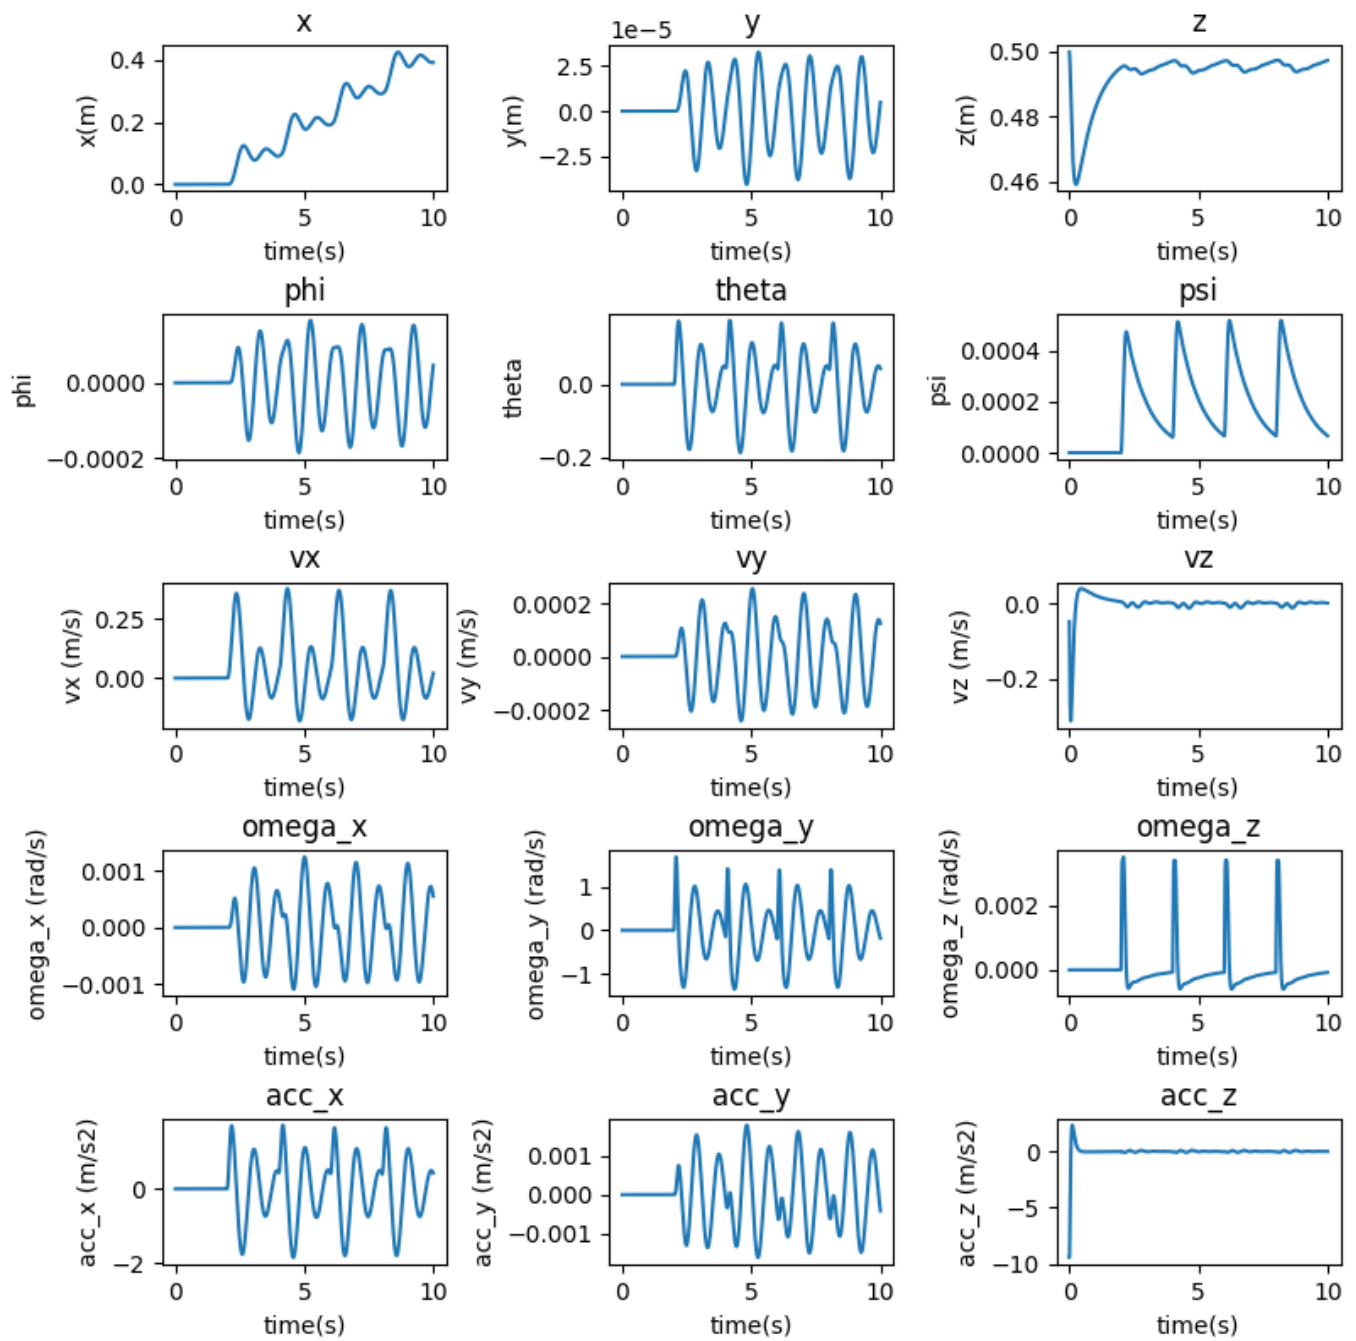 x y z
1e−5
x(m) 0.4 0.2 0.0
y(m) 2.5 0.0 −2.5
z(m) 0.50 0.48 0.46
0 5 10 0 5 10 0 5 10
time(s) time(s) time(s)
phi theta psi
phi 0.0000 −0.0002
theta 0.0 −0.2
psi 0.0004 0.0002 0.0000
0 5 10 0 5 10 0 5 10
time(s) time(s) time(s)
vx vy vz
vx (m/s) 0.25 0.00
vy (m/s) 0.0002 0.0000 −0.0002
vz (m/s) 0.0 −0.2
0 5 10 0 5 10 0 5 10
time(s) time(s) time(s)
omega_x omega_y omega_z
omega_x (rad/s) 0.001 0.000 −0.001
omega_y (rad/s) 1 0 −1
omega_z (rad/s) 0.002 0.000
0 5 10 0 5 10 0 5 10
time(s) time(s) time(s)
acc_x acc_y acc_z
acc_x (m/s2) 0 −2
acc_y (m/s2) 0.001 0.000 −0.001
acc_z (m/s2) 0 −5 −10
0 5 10 0 5 10 0 5 10
time(s) time(s) time(s)